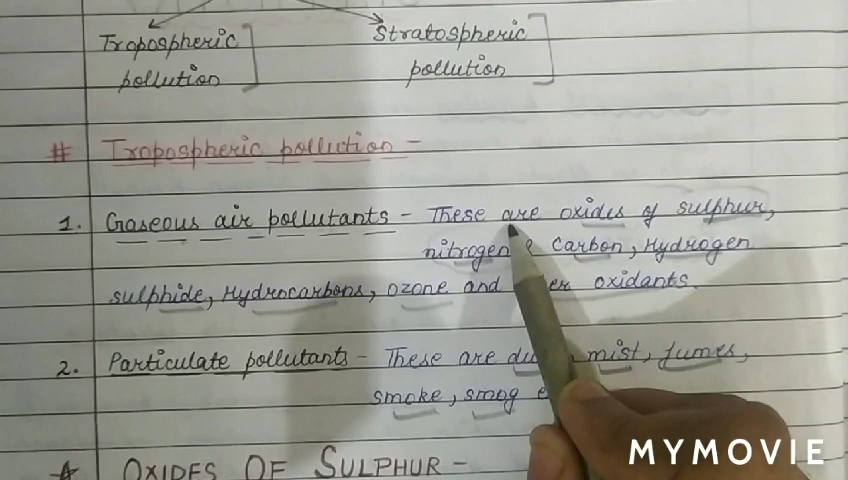 Tropospheric Stratospheric
pollution pollution
# Tropospheric pollution -
1. Gaseous air pollutants - These are oxides of sulphur,
nitrogen & carbon, Hydrogen
sulphide, Hydrocarbons, ozone and oxidants.
2. Particulate pollutants - These are mist, fumes,
smoke, smog
OXIDES OF SULPHUR -
MYMOVIE